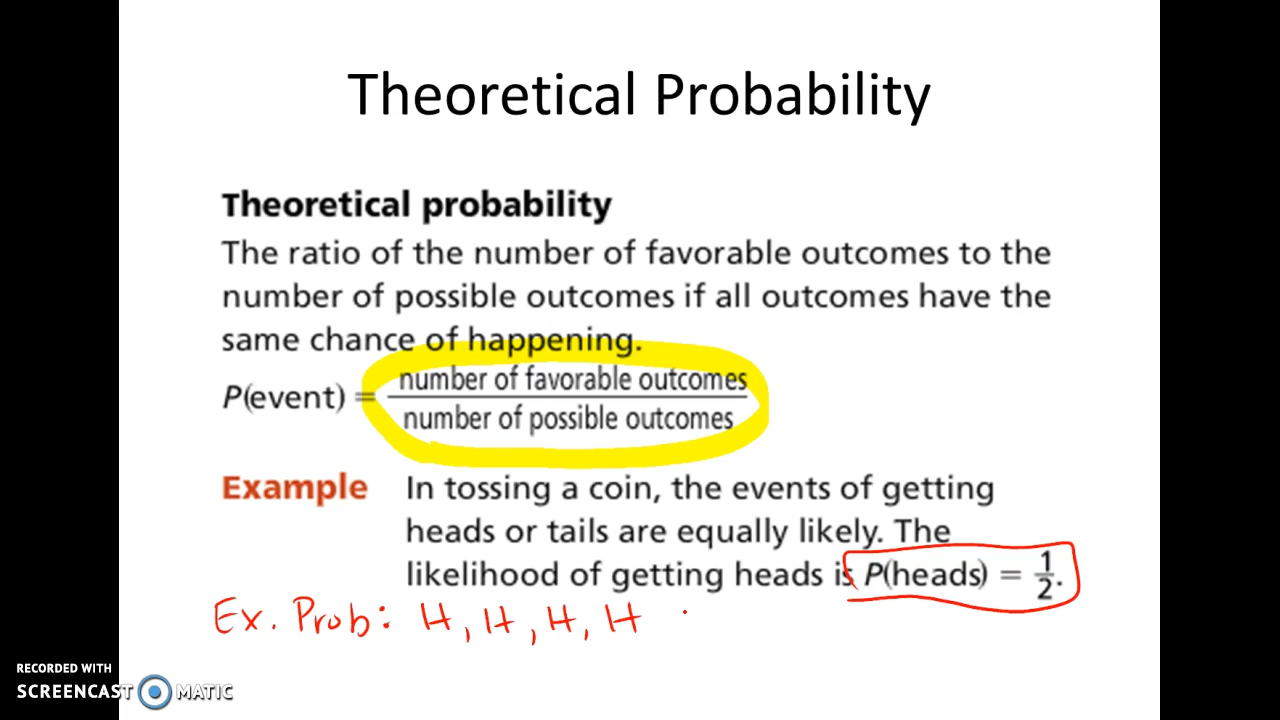 Theoretical Probability
Theoretical probability
The ratio of the number of favorable outcomes to the
number of possible outcomes if all outcomes have the
same chance of happening.
P(event) = number of favorable outcomes / number of possible outcomes
Example In tossing a coin, the events of getting
heads or tails are equally likely. The
likelihood of getting heads is P(heads) = 1/2.
Ex. Prob: H, H, H, H
RECORDED WITH
SCREENCAST MATIC